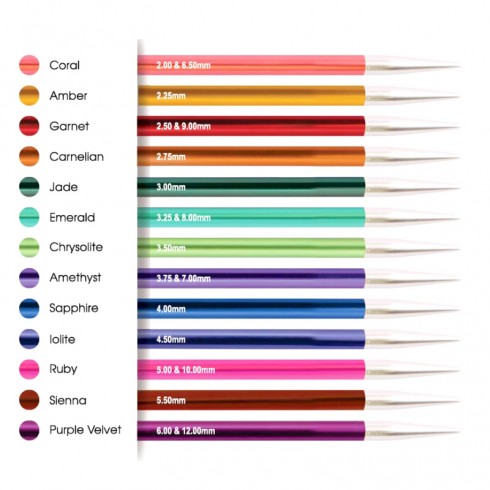 Coral 2.00 & 6.50mm
Amber 2.25mm
Garnet 2.50 & 9.00mm
Carnelian 2.75mm
Jade 3.00mm
Emerald 3.25 & 8.00mm
Chrysolite 3.50mm
Amethyst 3.75 & 7.00mm
Sapphire 4.00mm
Iolite 4.50mm
Ruby 5.00 & 10.00mm
Sienna 5.50mm
Purple Velvet 6.00 & 12.00mm